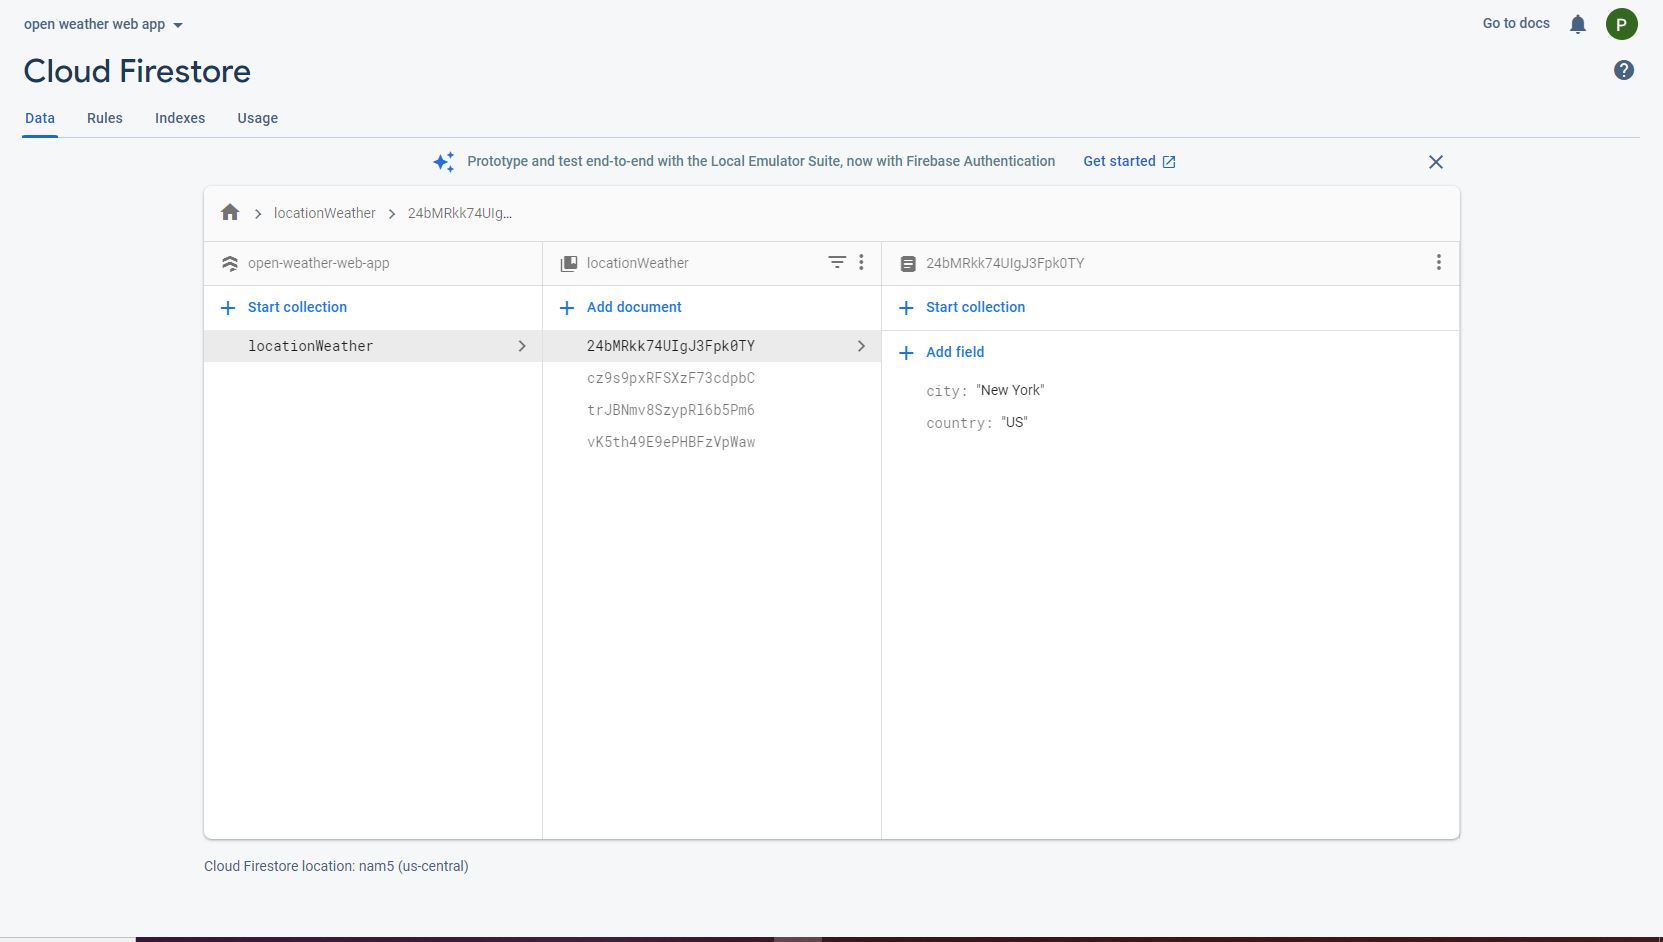 open weather web app
Go to docs
P
Cloud Firestore
?
Data Rules Indexes Usage
Prototype and test end-to-end with the Local Emulator Suite, now with Firebase Authentication Get started
locationWeather 24bMRkk74UIg...
open-weather-web-app
locationWeather
24bMRkk74UIgJ3Fpk0TY
+ Start collection
+ Add document
+ Start collection
locationWeather
24bMRkk74UIgJ3Fpk0TY
cz9s9pxRFSXzF73cdpbC
trJBNmv8SzypRl6b5Pm6
vK5th49E9ePHBFzVpWaw
+ Add field
city: "New York"
country: "US"
Cloud Firestore location: nam5 (us-central)